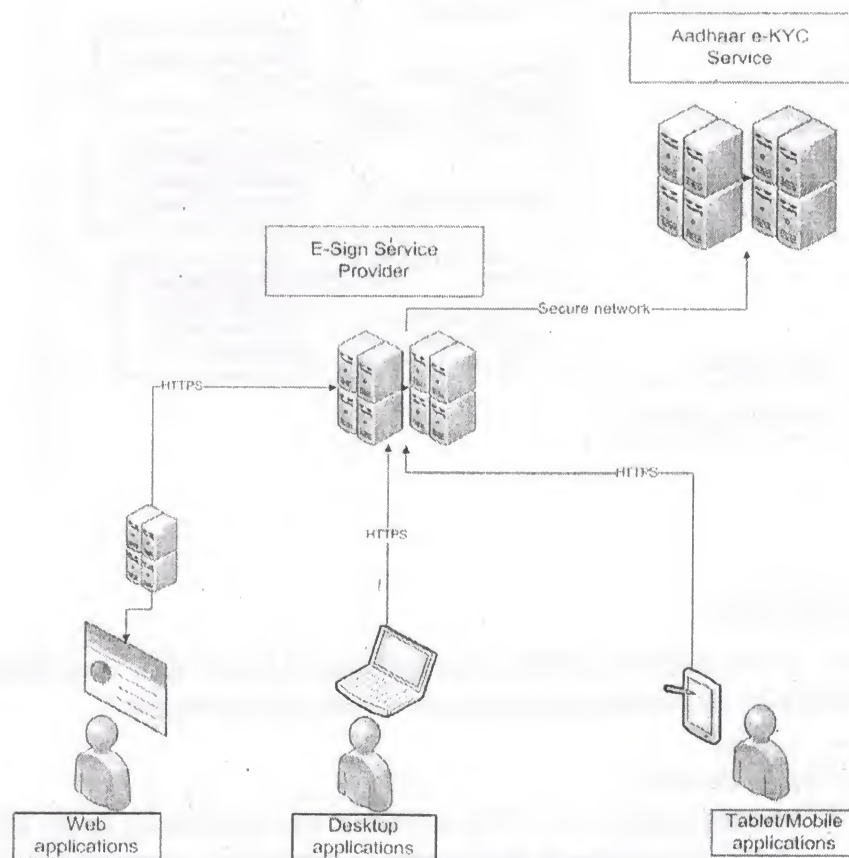 Aadhaar e-KYC
Service
E-Sign Service
Provider
Secure network
HTTPS
HTTPS
HTTPS
Web
applications
Desktop
applications
Tablet/Mobile
applications